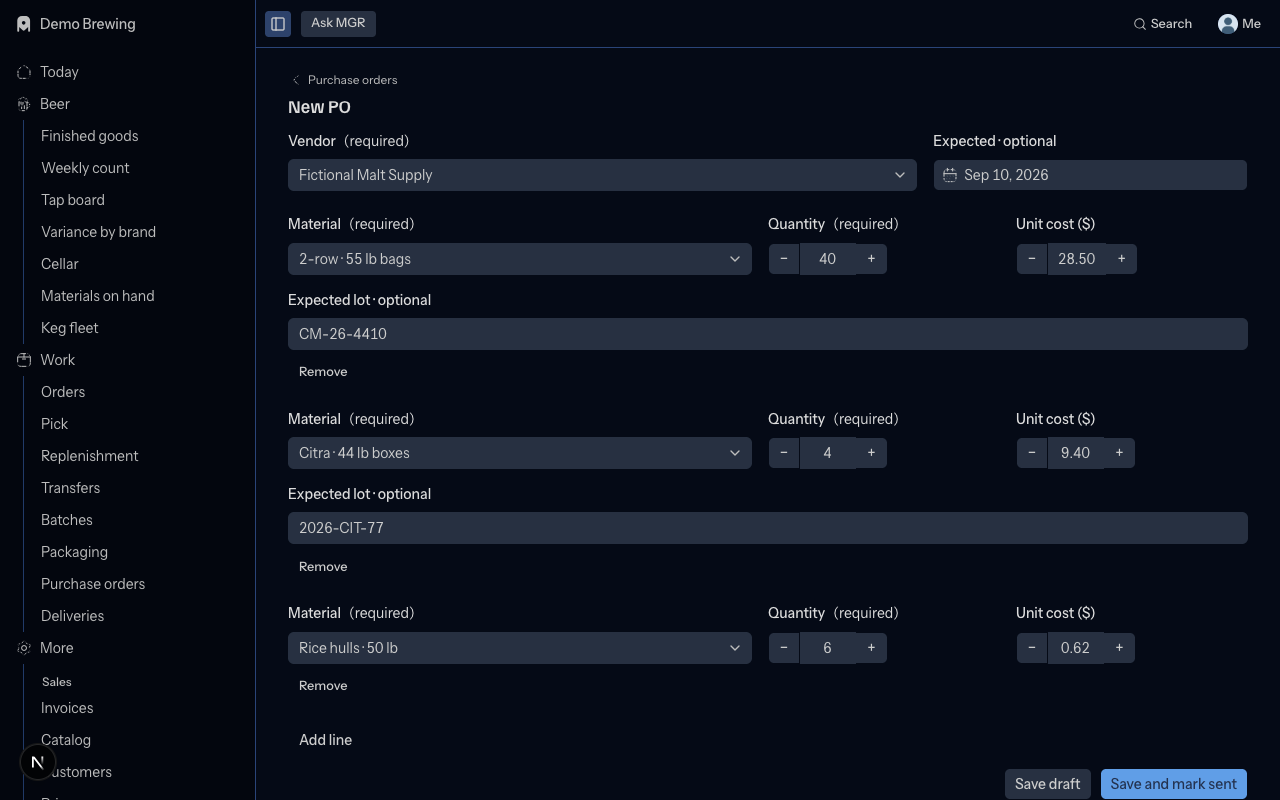 Demo Brewing
Ask MGR
Search
Me
Today
Beer
Finished goods
Weekly count
Tap board
Variance by brand
Cellar
Materials on hand
Keg fleet
Work
Orders
Pick
Replenishment
Transfers
Batches
Packaging
Purchase orders
Deliveries
More
Sales
Invoices
Catalog
ustomers
N
Purchase orders
New PO
Vendor (required) Expected · optional
Fictional Malt Supply Sep 10, 2026
Material (required) Quantity (required) Unit cost ($)
2-row · 55 lb bags − 40 + − 28.50 +
Expected lot · optional
CM-26-4410
Remove
Material (required) Quantity (required) Unit cost ($)
Citra · 44 lb boxes − 4 + − 9.40 +
Expected lot · optional
2026-CIT-77
Remove
Material (required) Quantity (required) Unit cost ($)
Rice hulls · 50 lb − 6 + − 0.62 +
Remove
Add line
Save draft Save and mark sent